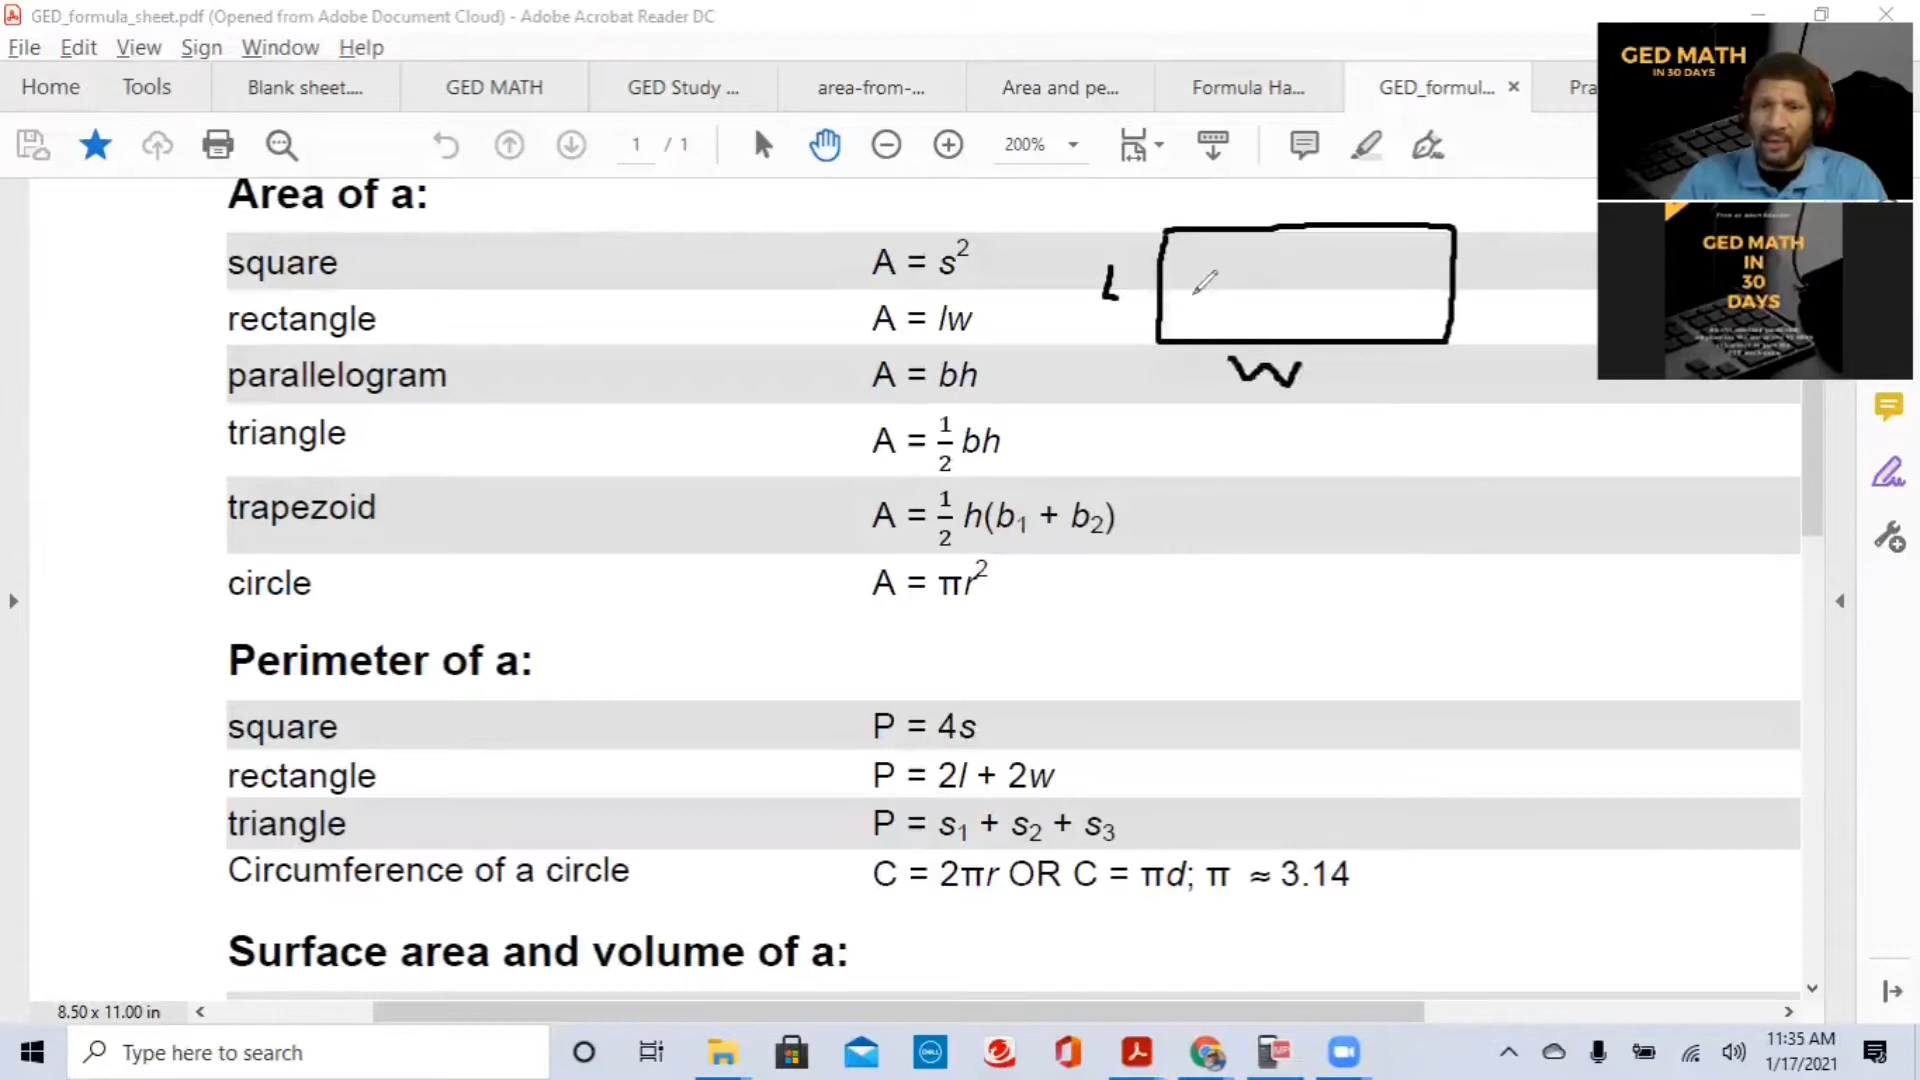 GED_formula_sheet.pdf (Opened from Adobe Document Cloud) - Adobe Acrobat Reader DC
File Edit View Sign Window Help
Home Tools Blank sheet.... GED MATH GED Study ... area-from-... Area and pe... Formula Ha... GED_formul... × Pra
1 / 1 200%
GED MATH
IN 30 DAYS
GED MATH
IN
30
DAYS
Area of a:
square A = s²
rectangle A = lw
parallelogram A = bh
triangle A = ½ bh
trapezoid A = ½ h(b₁ + b₂)
circle A = πr²
L
W
Perimeter of a:
square P = 4s
rectangle P = 2l + 2w
triangle P = s₁ + s₂ + s₃
Circumference of a circle C = 2πr OR C = πd; π ≈ 3.14
Surface area and volume of a:
8.50 x 11.00 in
Type here to search
DELL
11:35 AM
1/17/2021